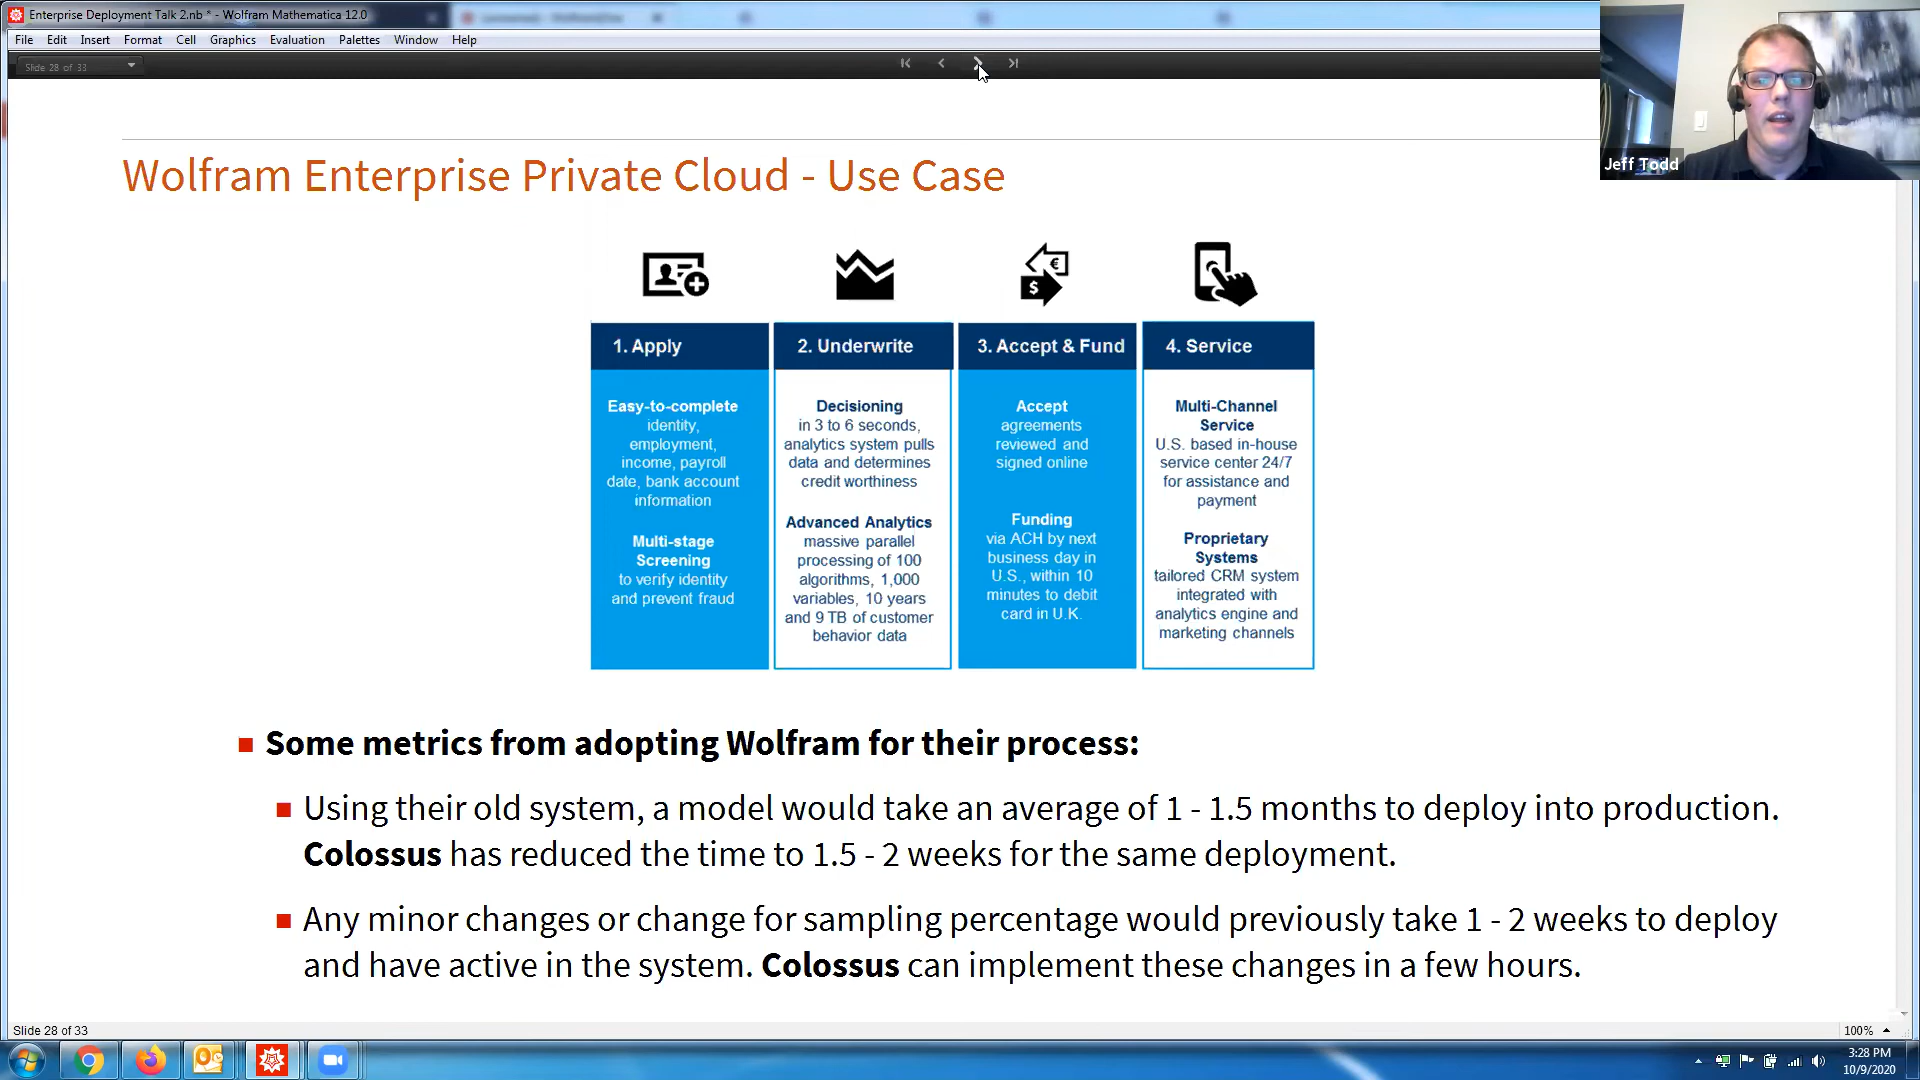 Enterprise Deployment Talk 2.nb * - Wolfram Mathematica 12.0
File Edit Insert Format Cell Graphics Evaluation Palettes Window Help
Slide 28 of 33
Jeff Todd
Wolfram Enterprise Private Cloud - Use Case
€
$
1. Apply
Easy-to-complete
identity,
employment,
income, payroll
date, bank account
information
Multi-stage
Screening
to verify identity
and prevent fraud
2. Underwrite
Decisioning
in 3 to 6 seconds,
analytics system pulls
data and determines
credit worthiness
Advanced Analytics
massive parallel
processing of 100
algorithms, 1,000
variables, 10 years
and 9 TB of customer
behavior data
3. Accept & Fund
Accept
agreements
reviewed and
signed online
Funding
via ACH by next
business day in
U.S., within 10
minutes to debit
card in U.K.
4. Service
Multi-Channel
Service
U.S. based in-house
service center 24/7
for assistance and
payment
Proprietary
Systems
tailored CRM system
integrated with
analytics engine and
marketing channels
Some metrics from adopting Wolfram for their process:
Using their old system, a model would take an average of 1 - 1.5 months to deploy into production.
Colossus has reduced the time to 1.5 - 2 weeks for the same deployment.
Any minor changes or change for sampling percentage would previously take 1 - 2 weeks to deploy
and have active in the system. Colossus can implement these changes in a few hours.
Slide 28 of 33
100%
3:28 PM
10/9/2020